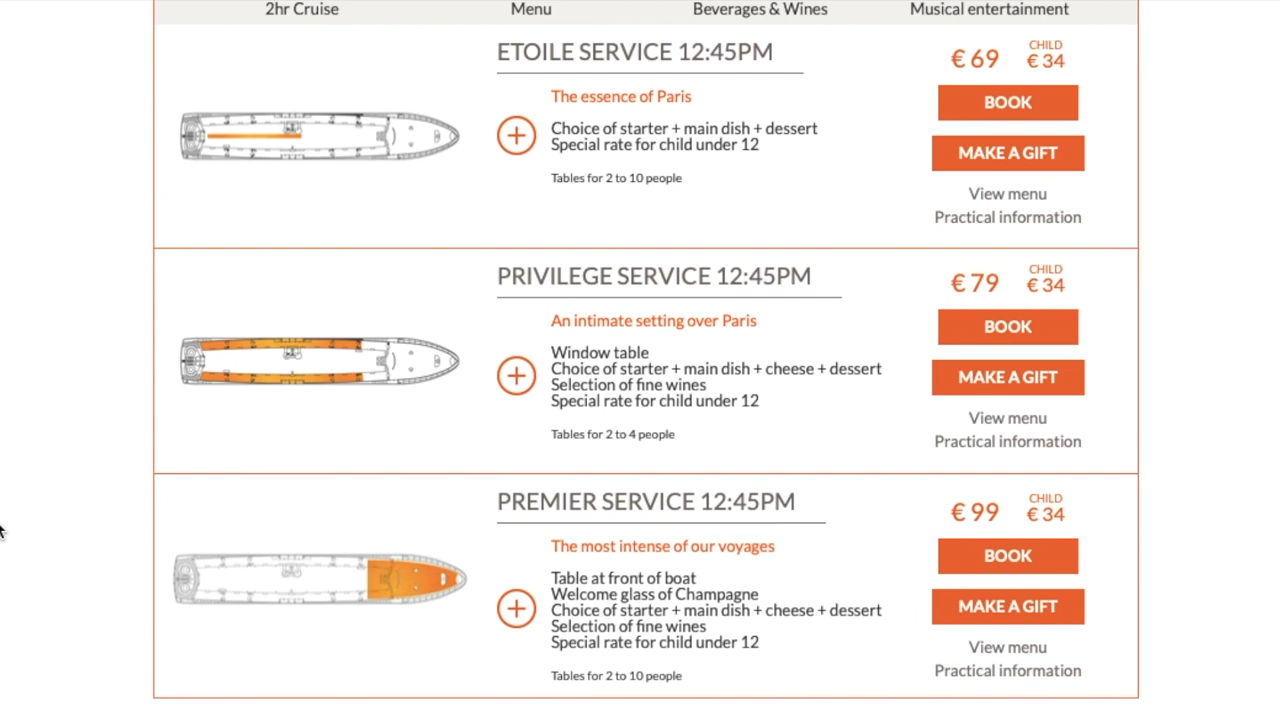 2hr Cruise Menu Beverages & Wines Musical entertainment
ETOILE SERVICE 12:45PM
The essence of Paris
Choice of starter + main dish + dessert
Special rate for child under 12
Tables for 2 to 10 people
€ 69
CHILD
€ 34
BOOK
MAKE A GIFT
View menu
Practical information
PRIVILEGE SERVICE 12:45PM
An intimate setting over Paris
Window table
Choice of starter + main dish + cheese + dessert
Selection of fine wines
Special rate for child under 12
Tables for 2 to 4 people
€ 79
CHILD
€ 34
BOOK
MAKE A GIFT
View menu
Practical information
PREMIER SERVICE 12:45PM
The most intense of our voyages
Table at front of boat
Welcome glass of Champagne
Choice of starter + main dish + cheese + dessert
Selection of fine wines
Special rate for child under 12
Tables for 2 to 10 people
€ 99
CHILD
€ 34
BOOK
MAKE A GIFT
View menu
Practical information